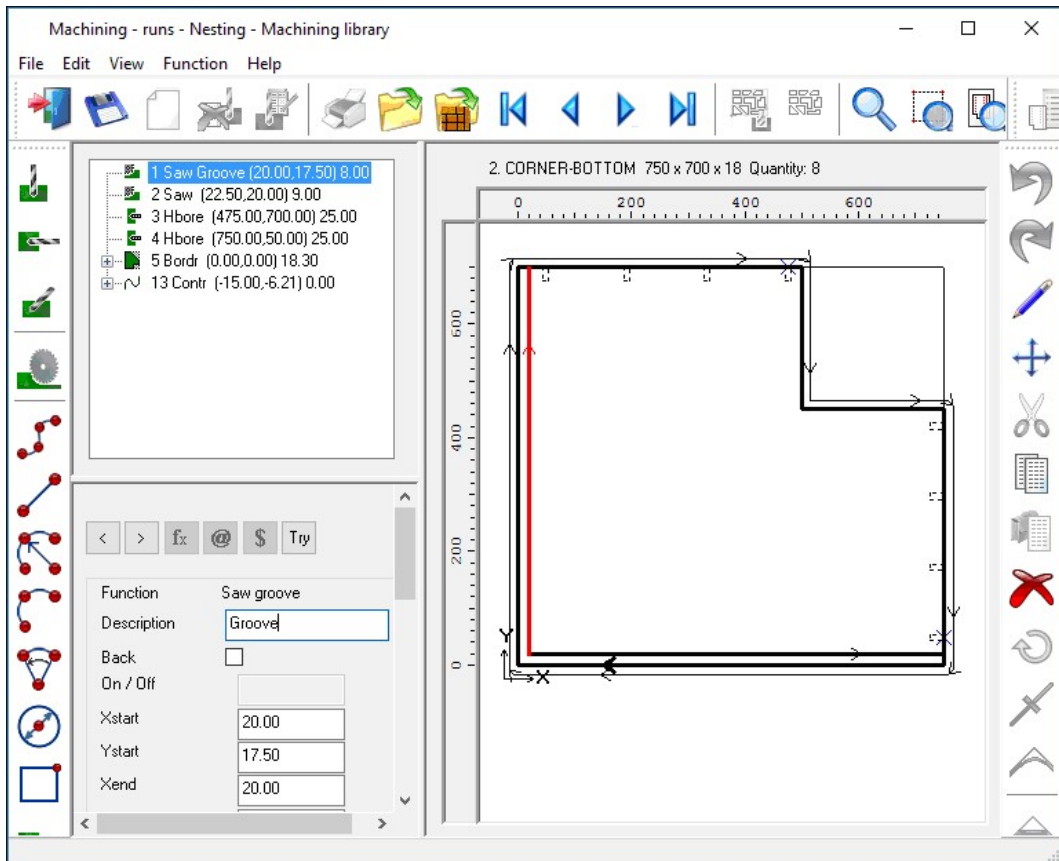 Machining - runs - Nesting - Machining library
File Edit View Function Help
1 Saw Groove (20.00,17.50) 8.00
2 Saw (22.50,20.00) 9.00
3 Hbore (475.00,700.00) 25.00
4 Hbore (750.00,50.00) 25.00
5 Bordr (0.00,0.00) 18.30
13 Contr (-15.00,-6.21) 0.00
< > fx @ $ Try
Function Saw groove
Description Groove
Back
On / Off
Xstart 20.00
Ystart 17.50
Xend 20.00
2. CORNER-BOTTOM 750 x 700 x 18 Quantity: 8
0 200 400 600
600
400
200
0
Y
X